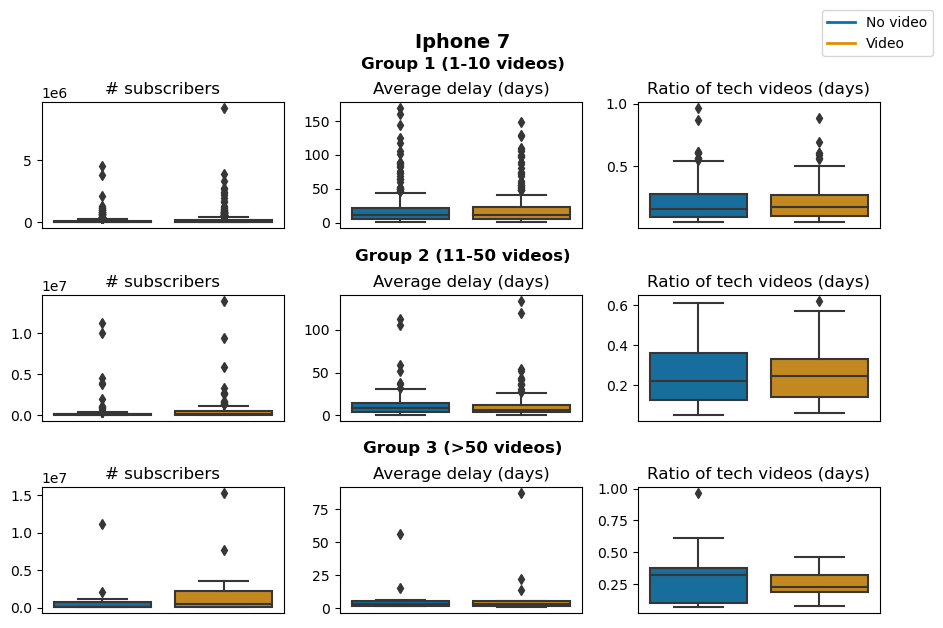 No video
Video
Iphone 7
Group 1 (1-10 videos)
# subscribers Average delay (days) Ratio of tech videos (days)
1e6
5
0
150
100
50
0
1.0
0.5
Group 2 (11-50 videos)
# subscribers Average delay (days) Ratio of tech videos (days)
1e7
1.0
0.5
0.0
100
50
0
0.6
0.4
0.2
Group 3 (>50 videos)
# subscribers Average delay (days) Ratio of tech videos (days)
1e7
1.5
1.0
0.5
0.0
75
50
25
0
1.00
0.75
0.50
0.25